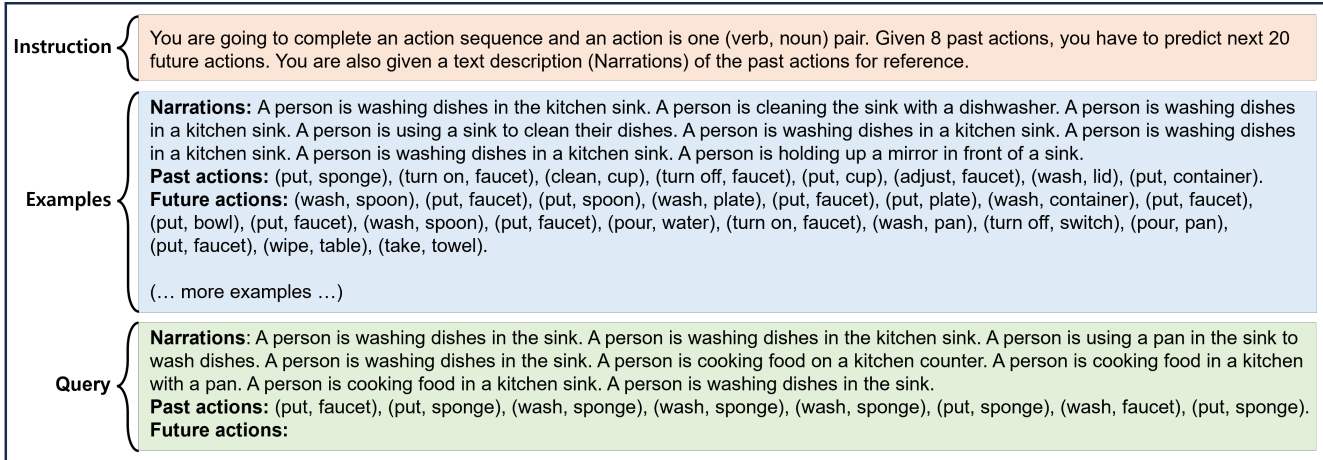 Instruction
You are going to complete an action sequence and an action is one (verb, noun) pair. Given 8 past actions, you have to predict next 20
future actions. You are also given a text description (Narrations) of the past actions for reference.
Examples
Narrations: A person is washing dishes in the kitchen sink. A person is cleaning the sink with a dishwasher. A person is washing dishes
in a kitchen sink. A person is using a sink to clean their dishes. A person is washing dishes in a kitchen sink. A person is washing dishes
in a kitchen sink. A person is washing dishes in a kitchen sink. A person is holding up a mirror in front of a sink.
Past actions: (put, sponge), (turn on, faucet), (clean, cup), (turn off, faucet), (put, cup), (adjust, faucet), (wash, lid), (put, container).
Future actions: (wash, spoon), (put, faucet), (put, spoon), (wash, plate), (put, faucet), (put, plate), (wash, container), (put, faucet),
(put, bowl), (put, faucet), (wash, spoon), (put, faucet), (pour, water), (turn on, faucet), (wash, pan), (turn off, switch), (pour, pan),
(put, faucet), (wipe, table), (take, towel).
(… more examples …)
Query
Narrations: A person is washing dishes in the sink. A person is washing dishes in the kitchen sink. A person is using a pan in the sink to
wash dishes. A person is washing dishes in the sink. A person is cooking food on a kitchen counter. A person is cooking food in a kitchen
with a pan. A person is cooking food in a kitchen sink. A person is washing dishes in the sink.
Past actions: (put, faucet), (put, sponge), (wash, sponge), (wash, sponge), (wash, sponge), (put, sponge), (wash, faucet), (put, sponge).
Future actions: